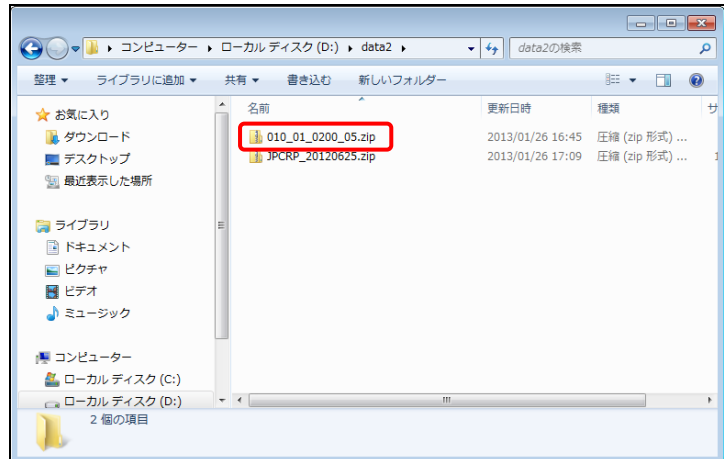 コンピューター ローカル ディスク (D:) data2 data2の検索
整理 ライブラリに追加 共有 書き込む 新しいフォルダー
名前 更新日時 種類 サ
010_01_0200_05.zip 2013/01/26 16:45 圧縮 (zip 形式) ...
JPCRP_20120625.zip 2013/01/26 17:09 圧縮 (zip 形式) ... 1
お気に入り
ダウンロード
デスクトップ
最近表示した場所
ライブラリ
ドキュメント
ピクチャ
ビデオ
ミュージック
コンピューター
ローカル ディスク (C:)
ローカル ディスク (D:)
2 個の項目